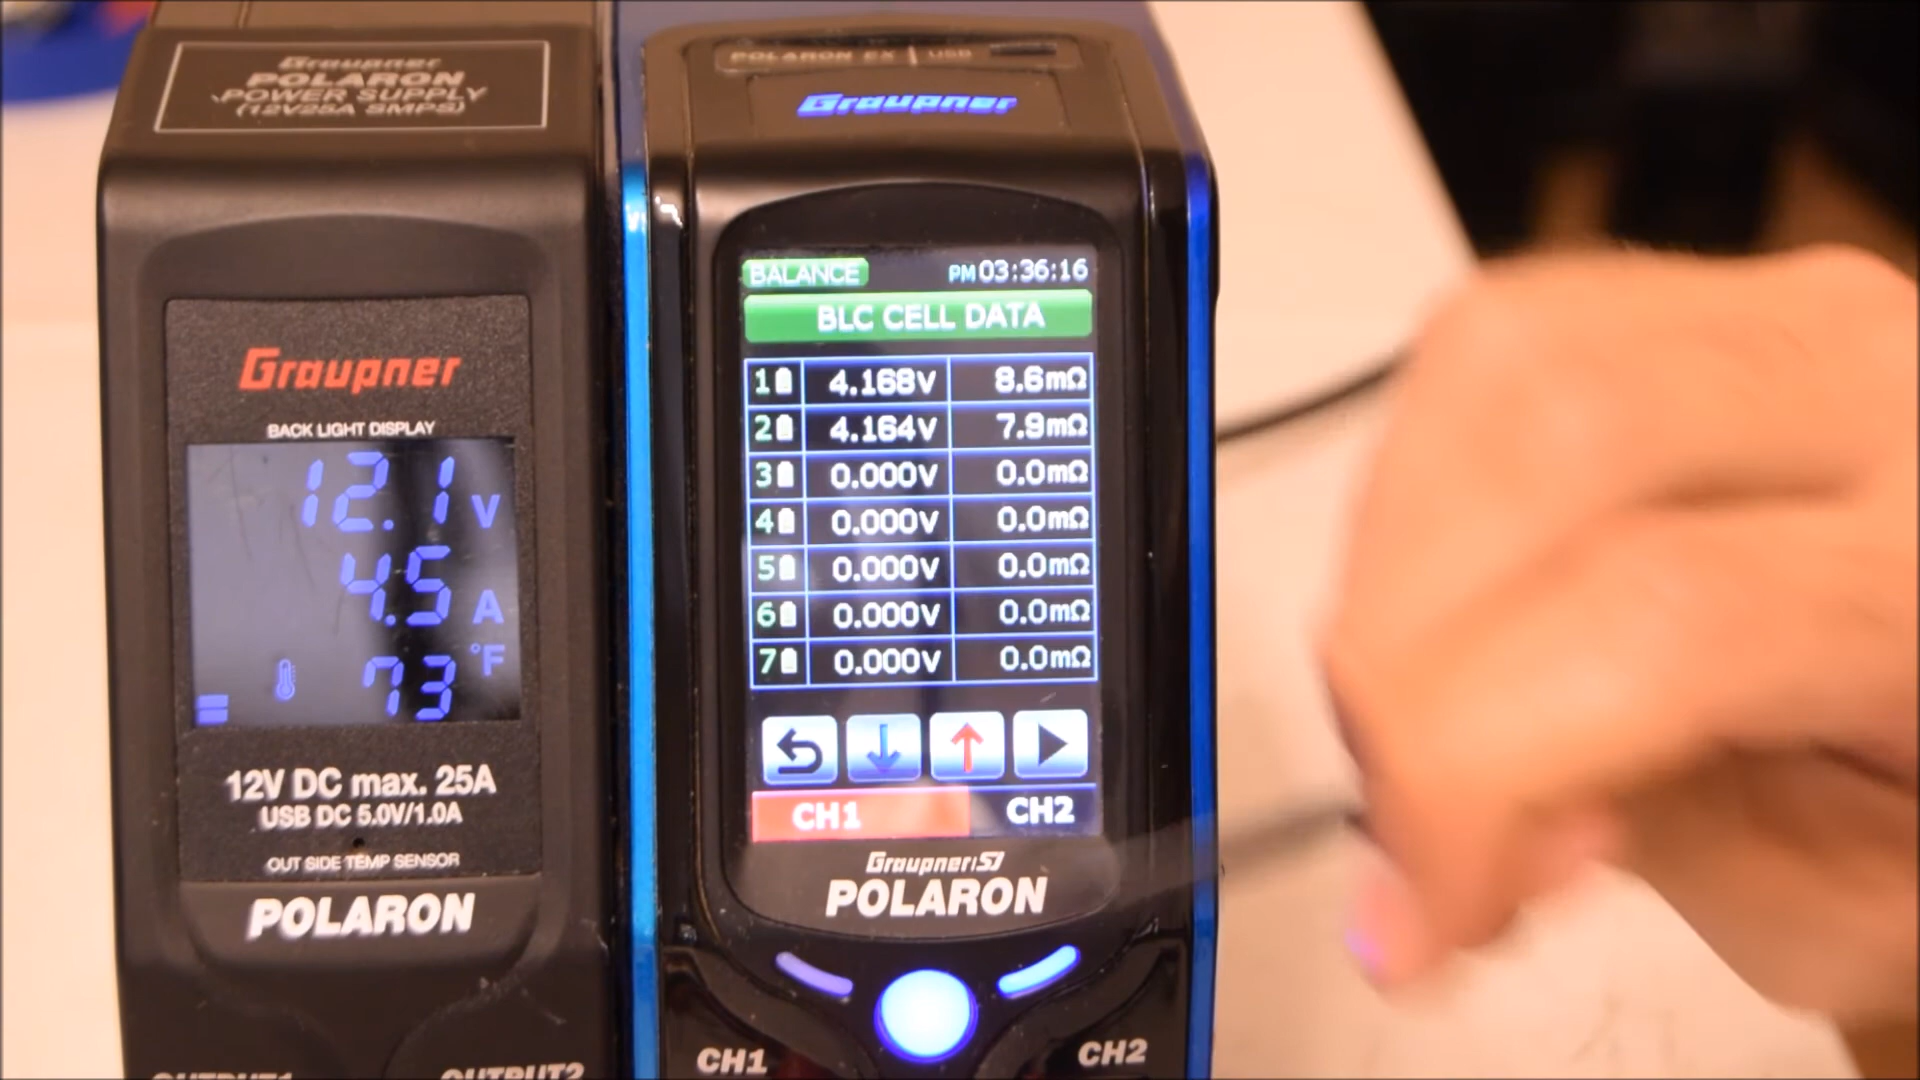 Graupner
POLARON
POWER SUPPLY
(12V25A SMPS)
Graupner
BACK LIGHT DISPLAY
12.1 V
4.5 A
73 °F
12V DC max. 25A
USB DC 5.0V/1.0A
OUT SIDE TEMP SENSOR
POLARON
OUTPUT1
OUTPUT2
POLARON EX | USB
Graupner
BALANCE PM 03:36:16
BLC CELL DATA
1 4.168V 8.6mΩ
2 4.164V 7.9mΩ
3 0.000V 0.0mΩ
4 0.000V 0.0mΩ
5 0.000V 0.0mΩ
6 0.000V 0.0mΩ
7 0.000V 0.0mΩ
CH1 CH2
Graupner|SJ
POLARON
CH1 CH2